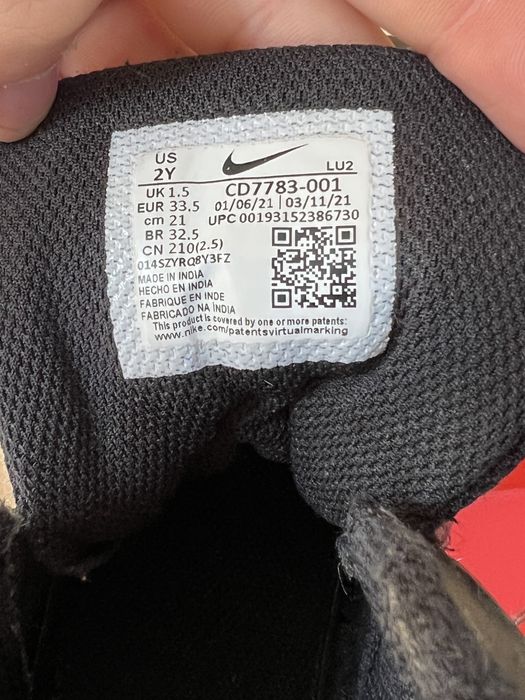 US
2Y
LU2
UK 1.5
CD7783-001
EUR 33.5
01/06/21 | 03/11/21
cm 21
UPC 00193152386730
BR 32.5
CN 210(2.5)
014SZYRQ8Y3FZ
MADE IN INDIA
HECHO EN INDIA
FABRIQUE EN INDE
FABRICADO NA ÍNDIA
This product is covered by one or more patents:
www.nike.com/patentsvirtualmarking